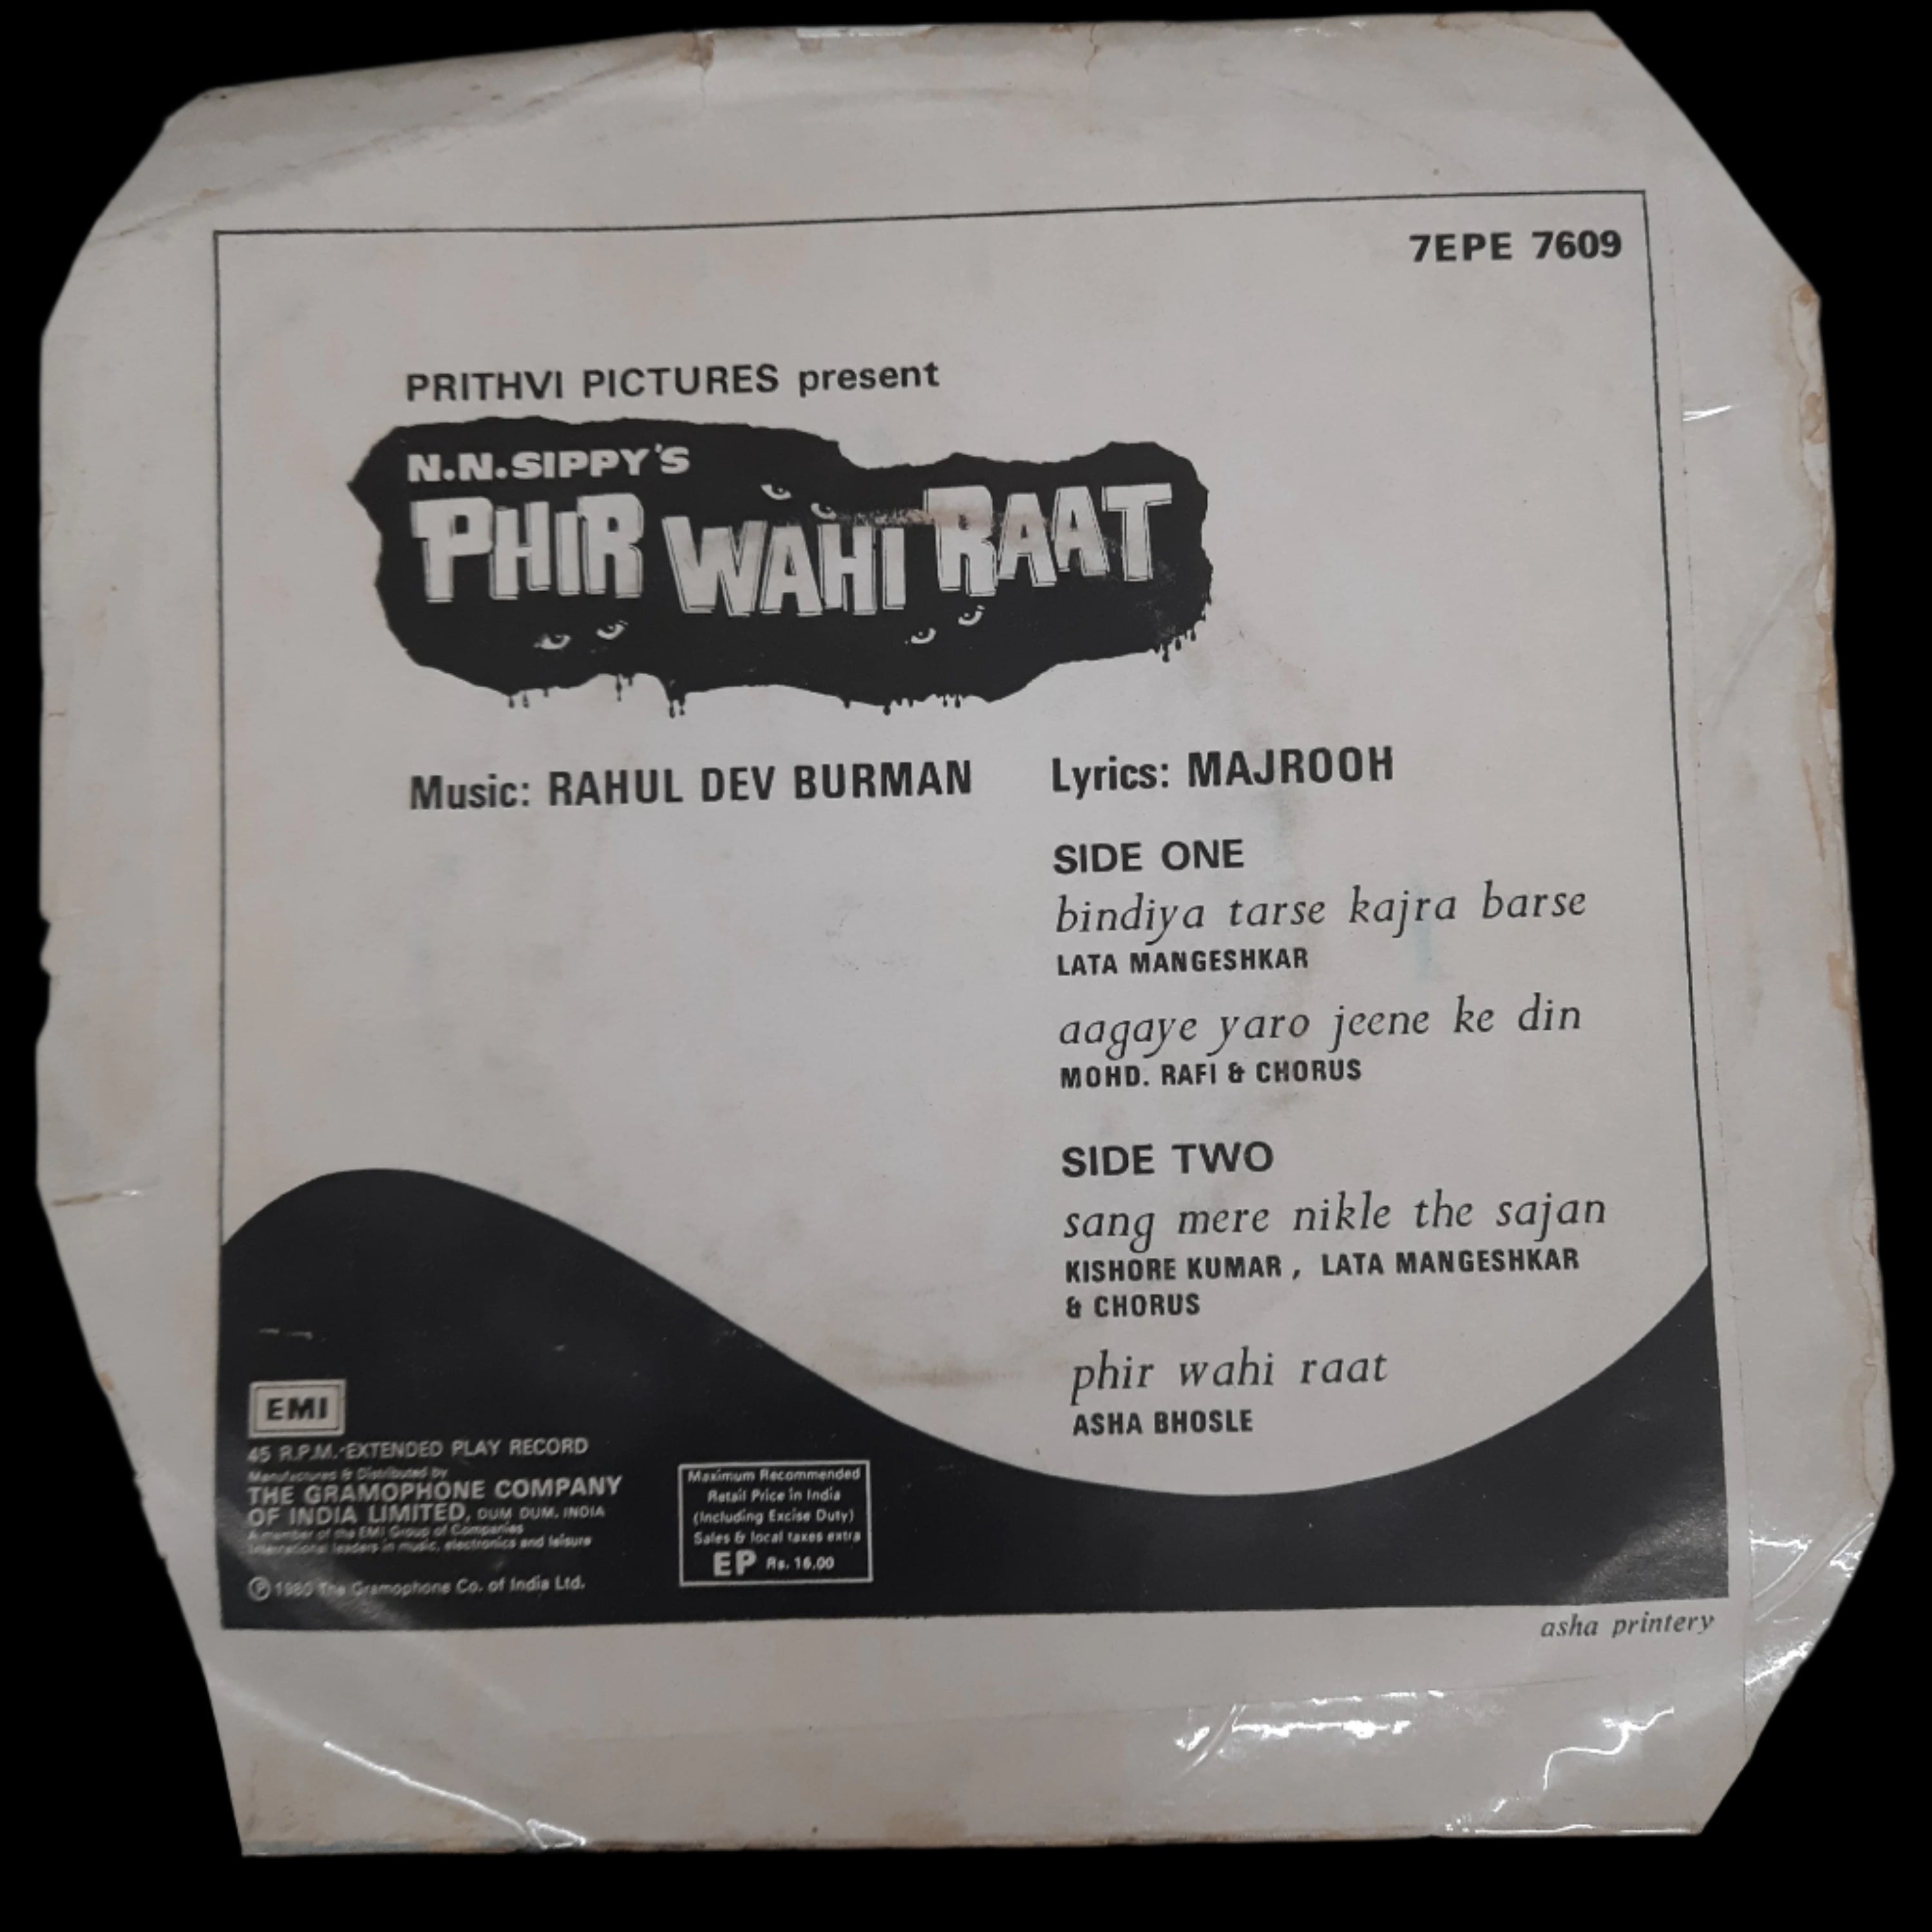 7EPE 7609
PRITHVI PICTURES present
N.N.SIPPY'S
PHIR WAHI RAAT
Music: RAHUL DEV BURMAN
Lyrics: MAJROOH
SIDE ONE
bindiya tarse kajra barse
LATA MANGESHKAR
aagaye yaro jeene ke din
MOHD. RAFI & CHORUS
SIDE TWO
sang mere nikle the sajan
KISHORE KUMAR, LATA MANGESHKAR
& CHORUS
phir wahi raat
ASHA BHOSLE
EMI
45 R.P.M. EXTENDED PLAY RECORD
Manufactures & Distributed by
THE GRAMOPHONE COMPANY
OF INDIA LIMITED, DUM DUM, INDIA
A member of the EMI Group of Companies
International leaders in music, electronics and leisure
℗ 1980 The Gramophone Co. of India Ltd.
Maximum Recommended
Retail Price in India
(Including Excise Duty)
Sales & local taxes extra
EP Rs. 16.00
asha printery